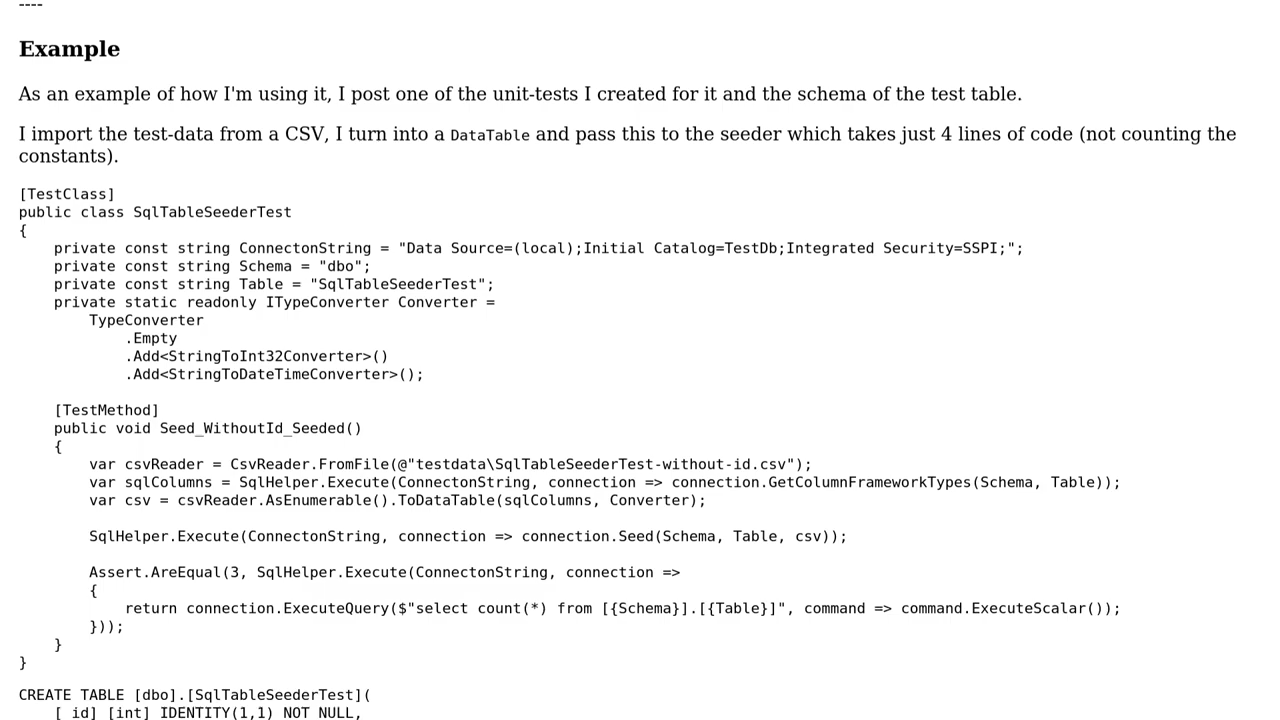 ----
Example
As an example of how I'm using it, I post one of the unit-tests I created for it and the schema of the test table.
I import the test-data from a CSV, I turn into a DataTable and pass this to the seeder which takes just 4 lines of code (not counting the
constants).
[TestClass]
public class SqlTableSeederTest
{
    private const string ConnectonString = "Data Source=(local);Initial Catalog=TestDb;Integrated Security=SSPI;";
    private const string Schema = "dbo";
    private const string Table = "SqlTableSeederTest";
    private static readonly ITypeConverter Converter =
        TypeConverter
            .Empty
            .Add<StringToInt32Converter>()
            .Add<StringToDateTimeConverter>();

    [TestMethod]
    public void Seed_WithoutId_Seeded()
    {
        var csvReader = CsvReader.FromFile(@"testdata\SqlTableSeederTest-without-id.csv");
        var sqlColumns = SqlHelper.Execute(ConnectonString, connection => connection.GetColumnFrameworkTypes(Schema, Table));
        var csv = csvReader.AsEnumerable().ToDataTable(sqlColumns, Converter);

        SqlHelper.Execute(ConnectonString, connection => connection.Seed(Schema, Table, csv));

        Assert.AreEqual(3, SqlHelper.Execute(ConnectonString, connection =>
        {
            return connection.ExecuteQuery($"select count(*) from [{Schema}].[{Table}]", command => command.ExecuteScalar());
        }));
    }
}
CREATE TABLE [dbo].[SqlTableSeederTest](
    [_id] [int] IDENTITY(1,1) NOT NULL,